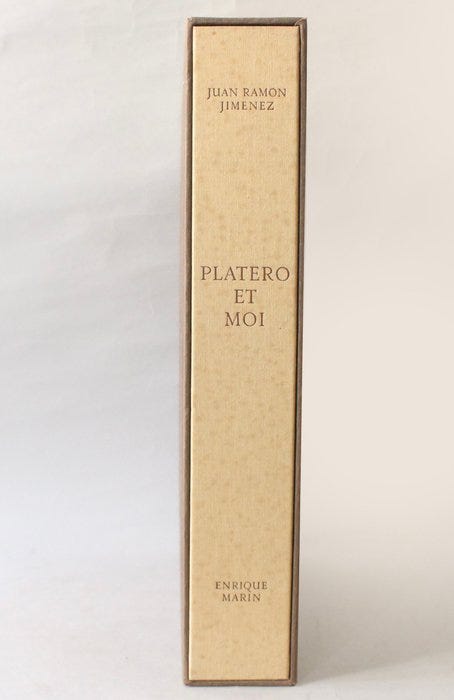 JUAN RAMON
JIMENEZ
PLATERO
ET
MOI
ENRIQUE
MARIN